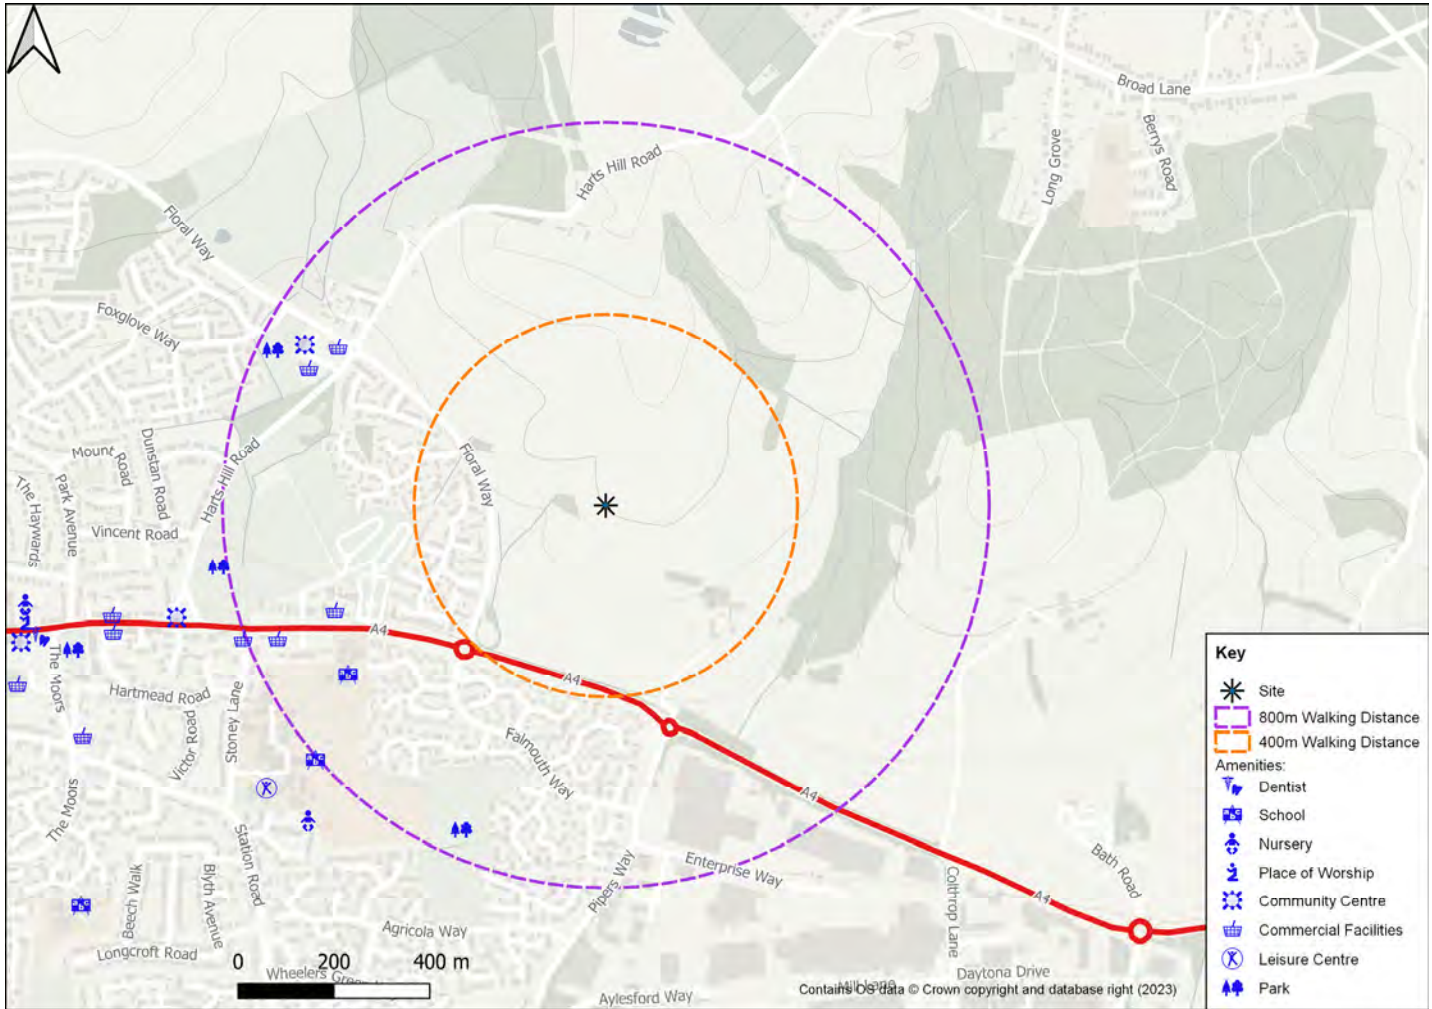 Broad Lane
Berrys Road
Long Grove
Harts Hill Road
Floral Way
Foxglove Way
Dunstan Road
Mount Road
Park Avenue
The Haywards
Harts Hill Road
Vincent Road
Floral Way
A4
A4
The Moors
Hartmead Road
Stoney Lane
Victor Road
Falmouth Way
A4
The Moors
Station Road
Enterprise Way
Pipers Way
Beech Walk
Blyth Avenue
Colthrop Lane
Bath Road
A4
Agricola Way
Longcroft Road
Wheelers Green
Daytona Drive
Mill Lane
Aylesford Way
0 200 400 m
Contains OS data © Crown copyright and database right (2023)
Key
Site
800m Walking Distance
400m Walking Distance
Amenities:
Dentist
School
Nursery
Place of Worship
Community Centre
Commercial Facilities
Leisure Centre
Park